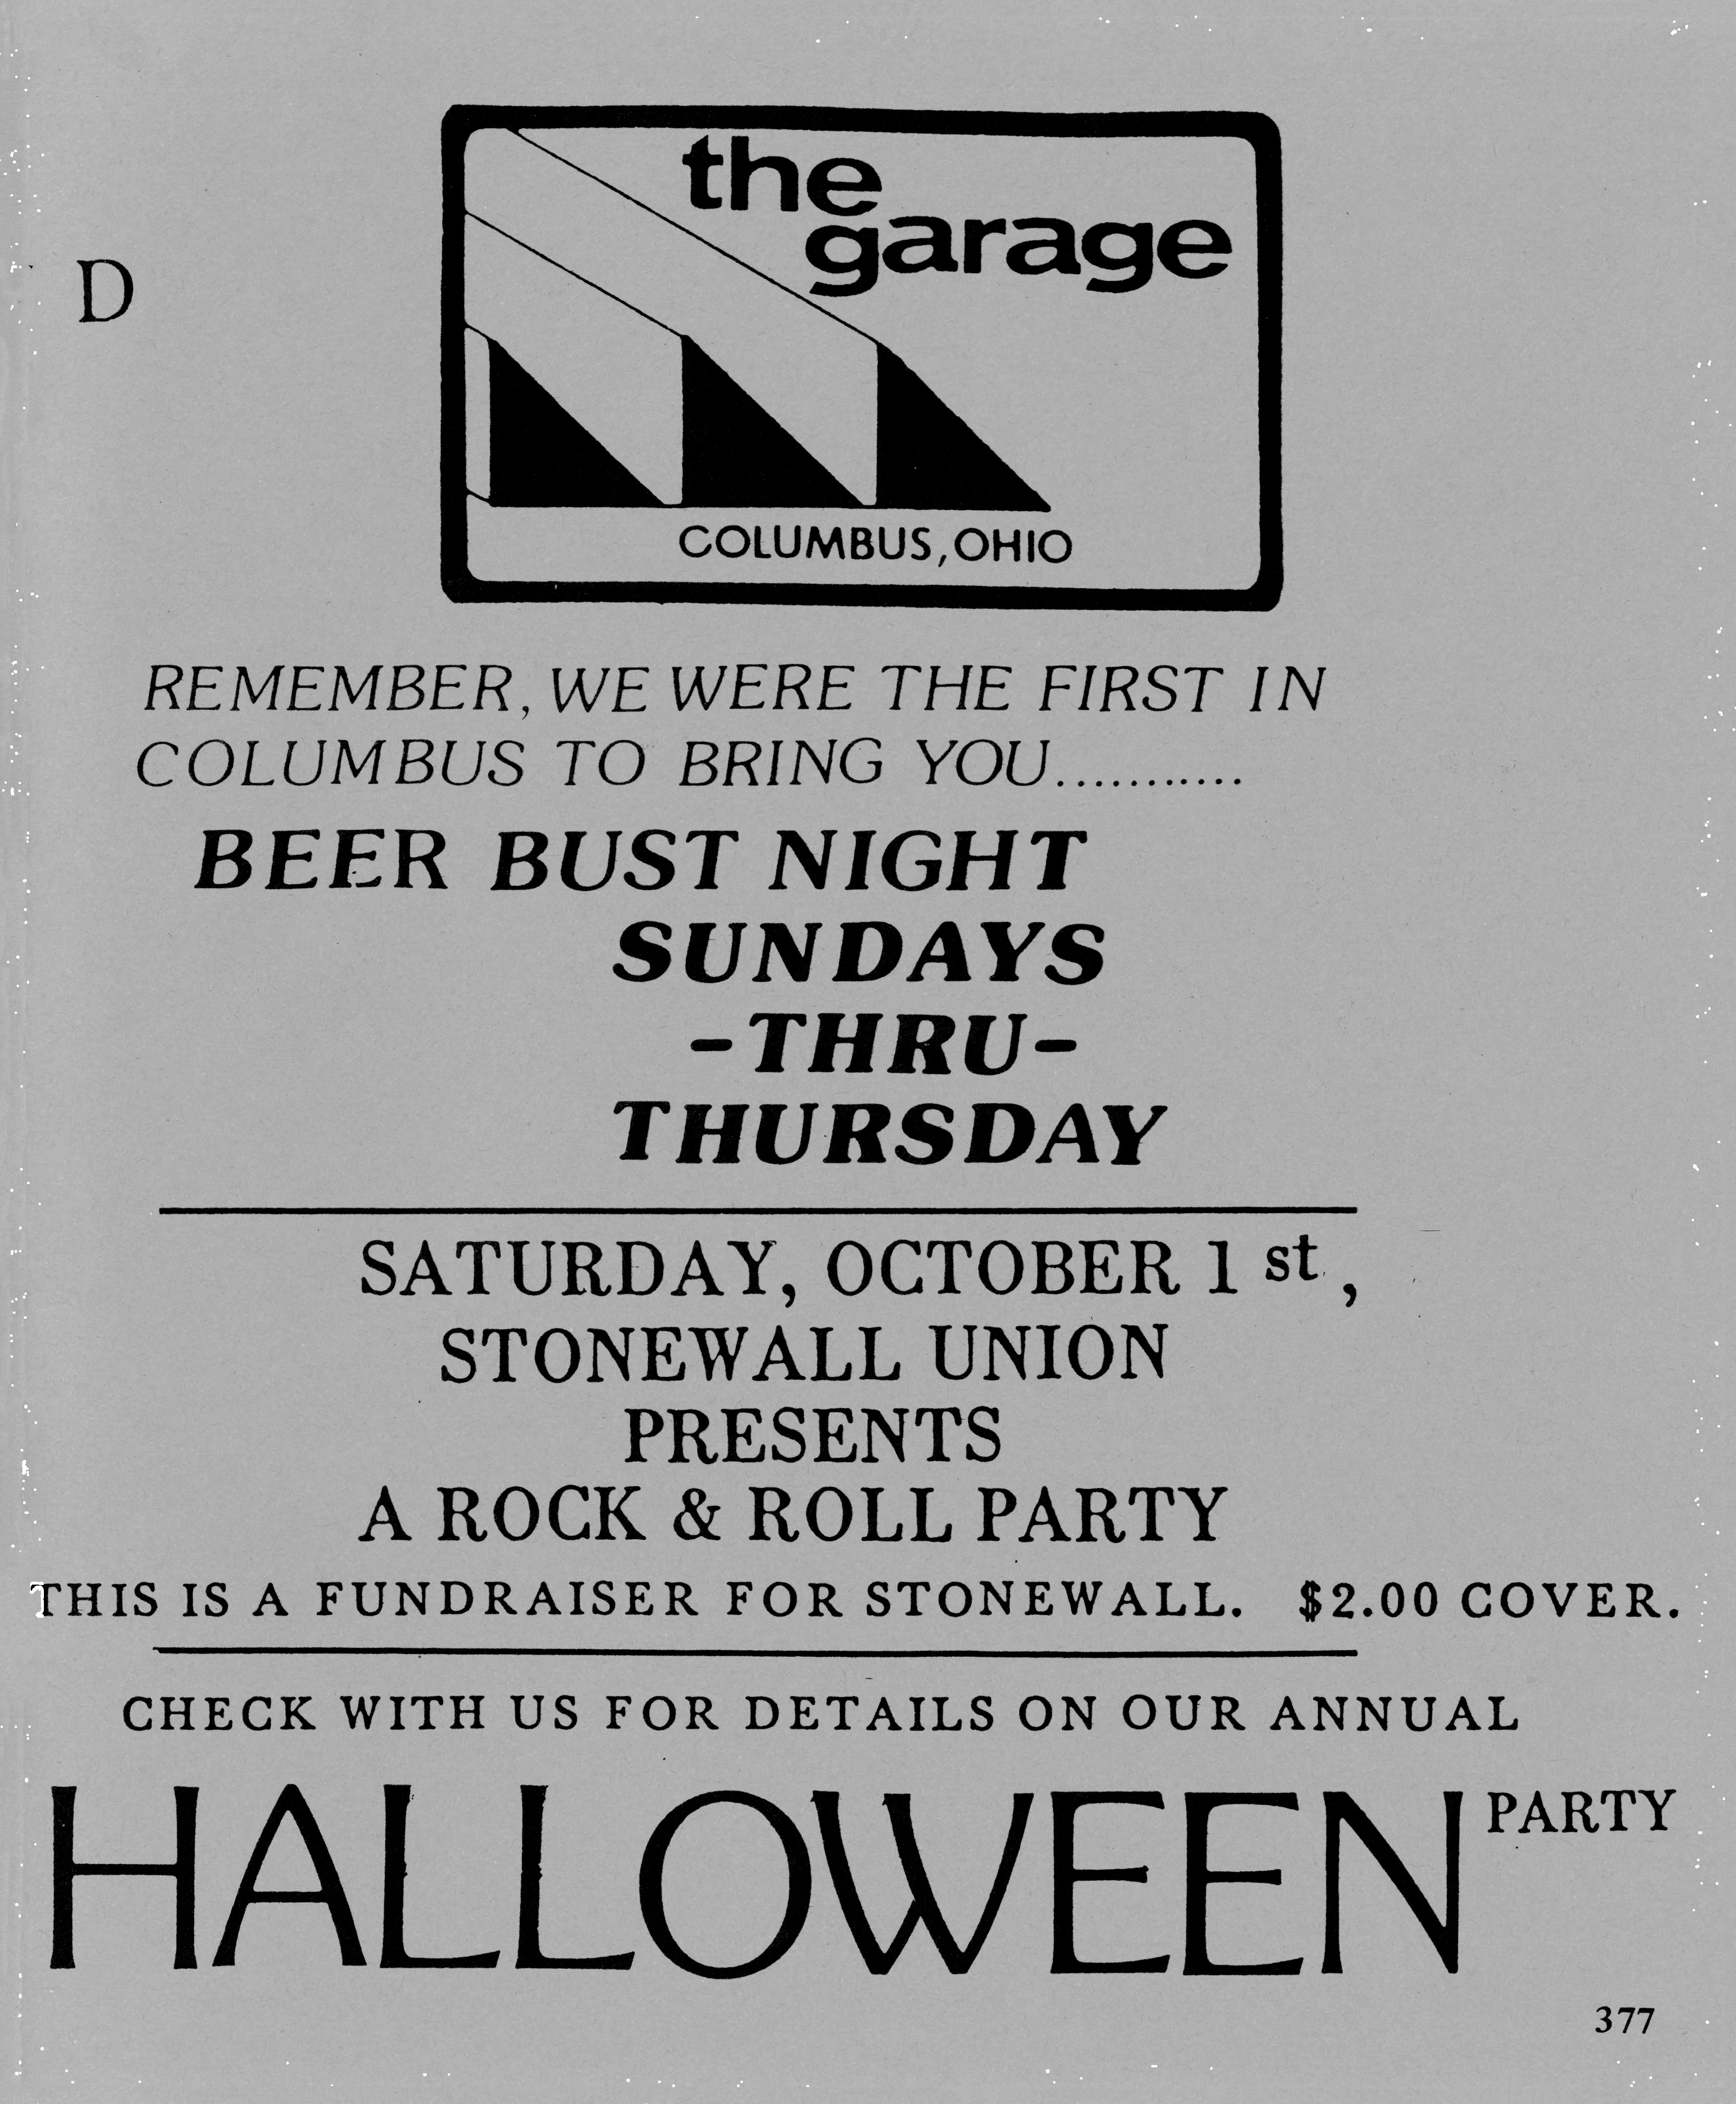 the
garage
D
COLUMBUS, OHIO
REMEMBER, WE WERE THE FIRST IN
COLUMBUS TO BRING YOU...........
BEER BUST NIGHT
SUNDAYS
-THRU-
THURSDAY
SATURDAY, OCTOBER 1 st ,
STONEWALL UNION
PRESENTS
A ROCK & ROLL PARTY
THIS IS A FUNDRAISER FOR STONEWALL. $2.00 COVER.
CHECK WITH US FOR DETAILS ON OUR ANNUAL
HALLOWEEN PARTY
377